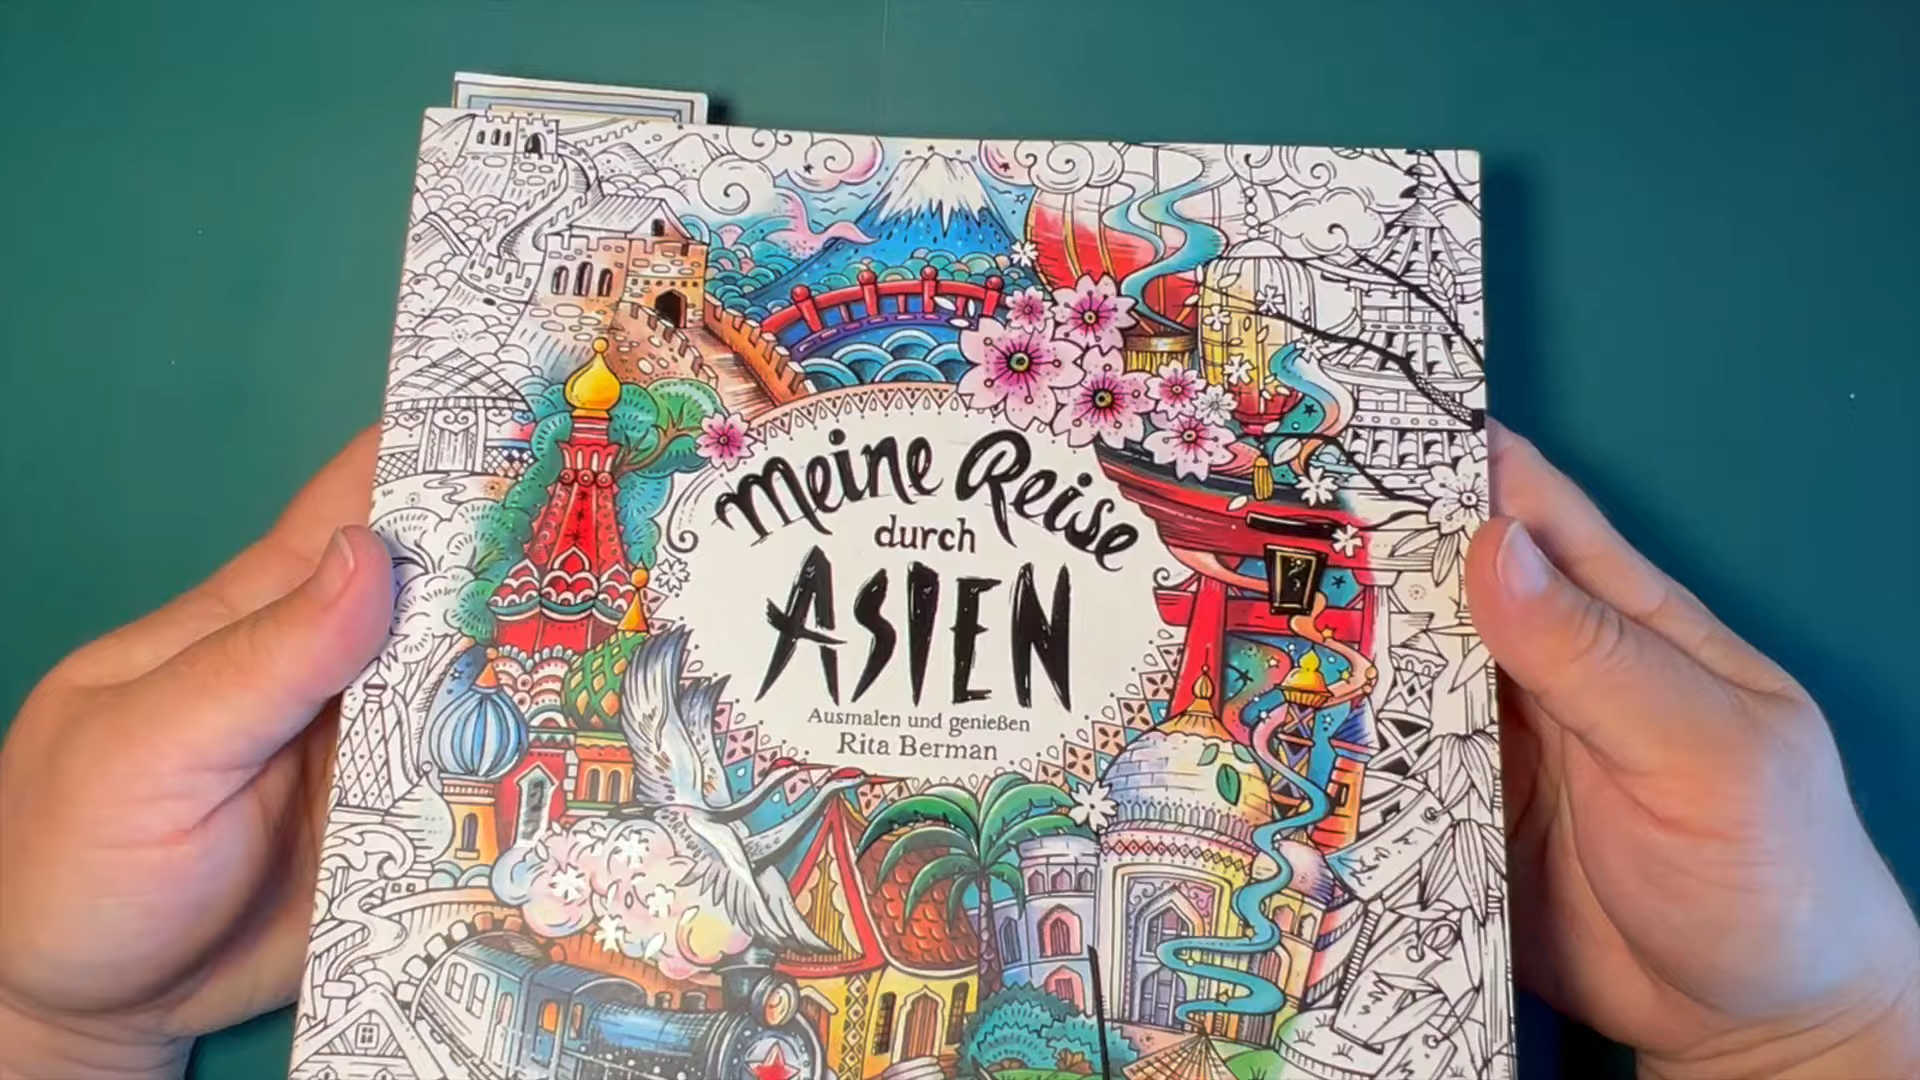 Meine Reise
durch
ASIEN
Ausmalen und genießen
Rita Berman